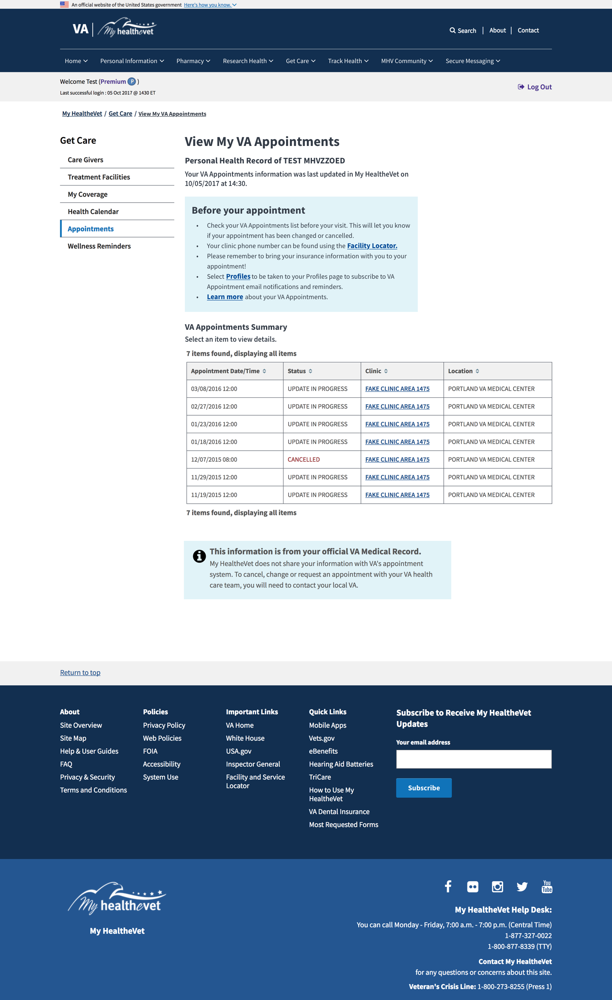 An official website of the United States government Here's how you know.
VA | My healthevet
Search | About | Contact
Home Personal Information Pharmacy Research Health Get Care Track Health MHV Community Secure Messaging
Welcome Test (Premium P )
Log Out
Last successful login : 05 Oct 2017 @ 1430 ET
My HealtheVet / Get Care / View My VA Appointments
Get Care
Care Givers
Treatment Facilities
My Coverage
Health Calendar
Appointments
Wellness Reminders
View My VA Appointments
Personal Health Record of TEST MHVZZOED
Your VA Appointments information was last updated in My HealtheVet on
10/05/2017 at 14:30.
Before your appointment
• Check your VA Appointments list before your visit. This will let you know
if your appointment has been changed or cancelled.
• Your clinic phone number can be found using the Facility Locator.
• Please remember to bring your insurance information with you to your
appointment!
• Select Profiles to be taken to your Profiles page to subscribe to VA
Appointment email notifications and reminders.
• Learn more about your VA Appointments.
VA Appointments Summary
Select an item to view details.
7 items found, displaying all items
Appointment Date/Time Status Clinic Location
03/08/2016 12:00 UPDATE IN PROGRESS FAKE CLINIC AREA 1475 PORTLAND VA MEDICAL CENTER
02/27/2016 12:00 UPDATE IN PROGRESS FAKE CLINIC AREA 1475 PORTLAND VA MEDICAL CENTER
01/23/2016 12:00 UPDATE IN PROGRESS FAKE CLINIC AREA 1475 PORTLAND VA MEDICAL CENTER
01/18/2016 12:00 UPDATE IN PROGRESS FAKE CLINIC AREA 1475 PORTLAND VA MEDICAL CENTER
12/07/2015 08:00 CANCELLED FAKE CLINIC AREA 1475 PORTLAND VA MEDICAL CENTER
11/29/2015 12:00 UPDATE IN PROGRESS FAKE CLINIC AREA 1475 PORTLAND VA MEDICAL CENTER
11/19/2015 12:00 UPDATE IN PROGRESS FAKE CLINIC AREA 1475 PORTLAND VA MEDICAL CENTER
7 items found, displaying all items
This information is from your official VA Medical Record.
My HealtheVet does not share your information with VA's appointment
system. To cancel, change or request an appointment with your VA health
care team, you will need to contact your local VA.
Return to top
About
Site Overview
Site Map
Help & User Guides
FAQ
Privacy & Security
Terms and Conditions
Policies
Privacy Policy
Web Policies
FOIA
Accessibility
System Use
Important Links
VA Home
White House
USA.gov
Inspector General
Facility and Service
Locator
Quick Links
Mobile Apps
Vets.gov
eBenefits
Hearing Aid Batteries
TriCare
How to Use My
HealtheVet
VA Dental Insurance
Most Requested Forms
Subscribe to Receive My HealtheVet
Updates
Your email address
Subscribe
My healthevet
My HealtheVet
You Tube
My HealtheVet Help Desk:
You can call Monday - Friday, 7:00 a.m. - 7:00 p.m. (Central Time)
1-877-327-0022
1-800-877-8339 (TTY)
Contact My HealtheVet
for any questions or concerns about this site.
Veteran's Crisis Line: 1-800-273-8255 (Press 1)